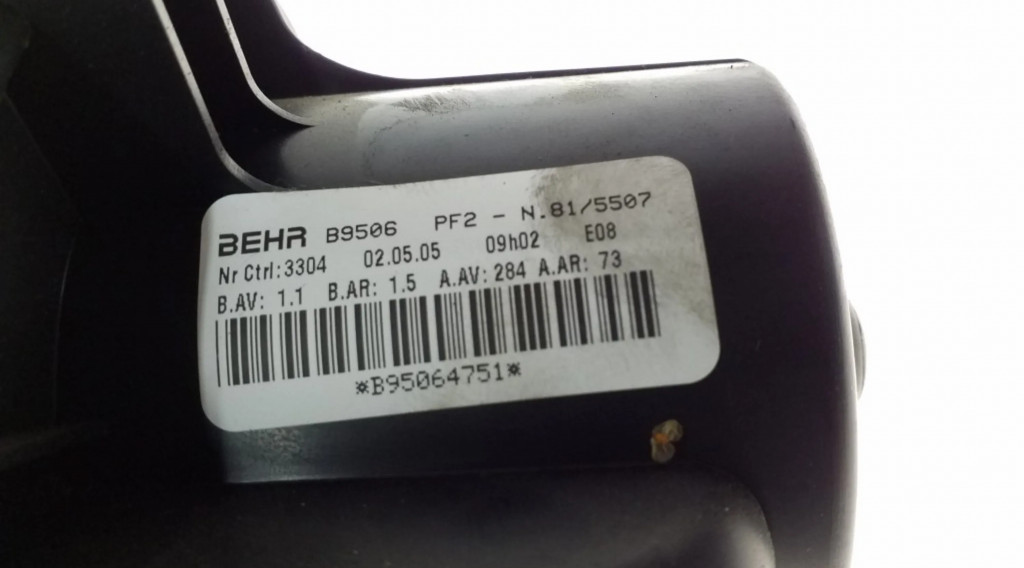 BEHR B9506 PF2 - N.81/5507
Nr Ctrl:3304 02.05.05 09h02 E08
B.AV: 1.1 B.AR: 1.5 A.AV: 284 A.AR: 73
*B95064751*